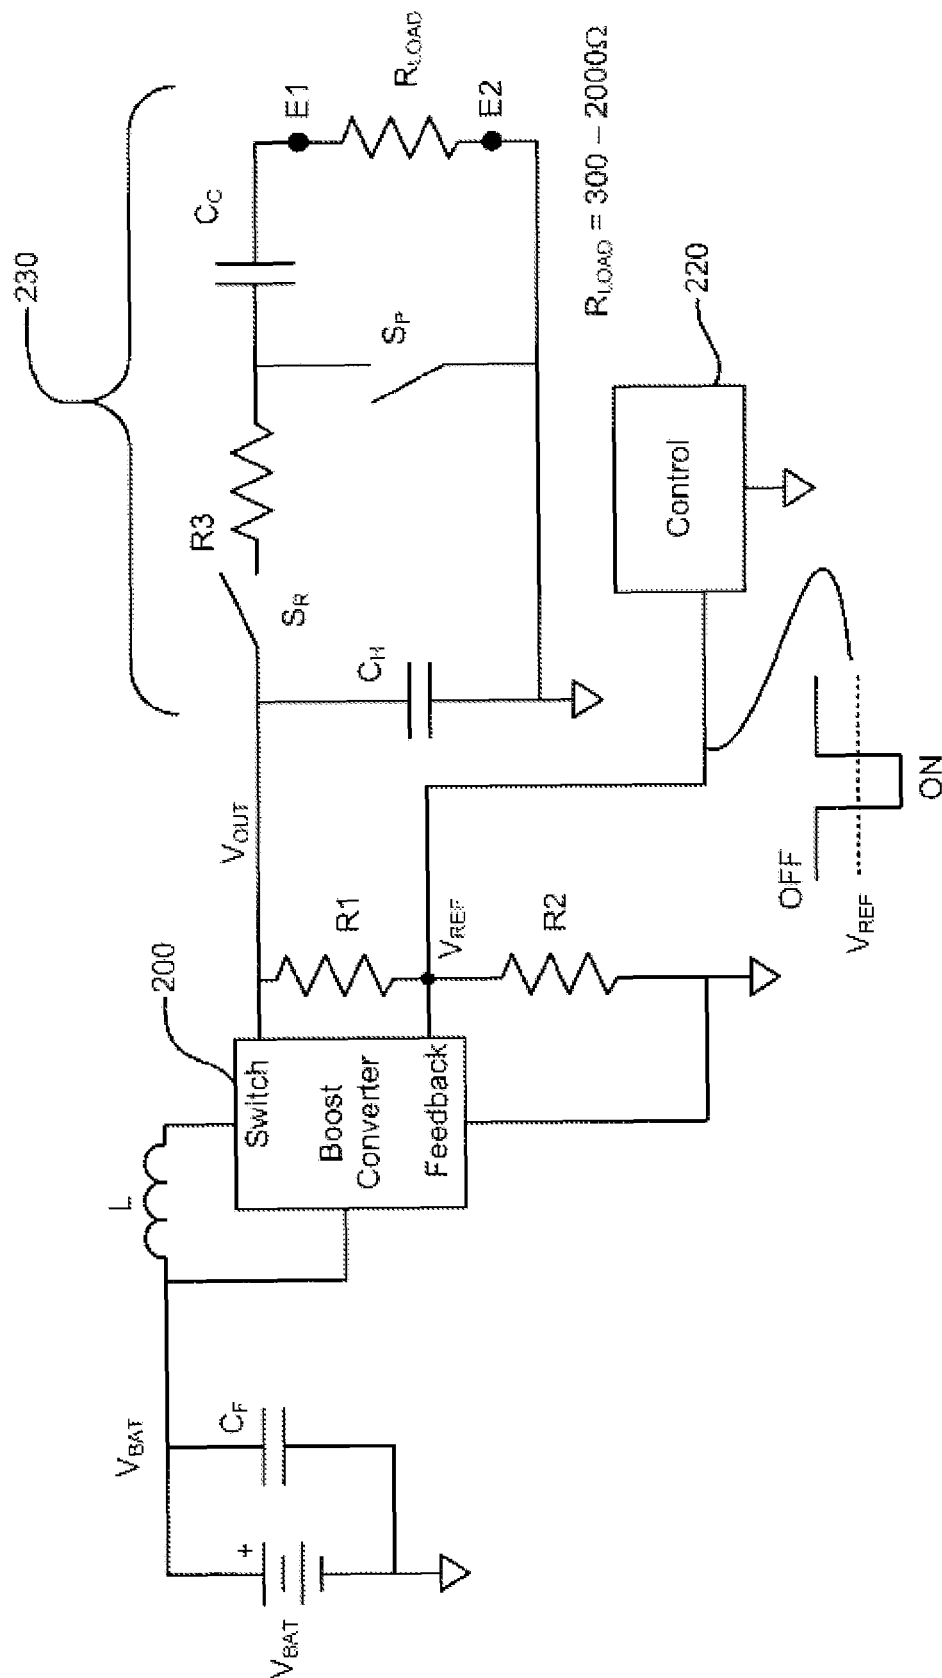 230
200
V_BAT
V_BAT
+
C_F
L
Switch
Boost
Converter
Feedback
V_OUT
R1
V_REF
R2
C_H
S_R
R3
S_P
C_C
E1
R_LOAD
E2
R_LOAD = 300 – 2000Ω
Control
220
OFF
V_REF
ON